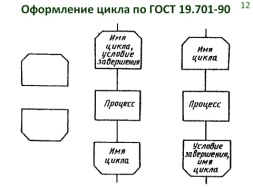 Оформление цикла по ГОСТ 19.701-90
12
Имя
цикла,
условие
завершения
Процесс
Имя
цикла
Имя
цикла
Процесс
Условие
завершения,
имя
цикла